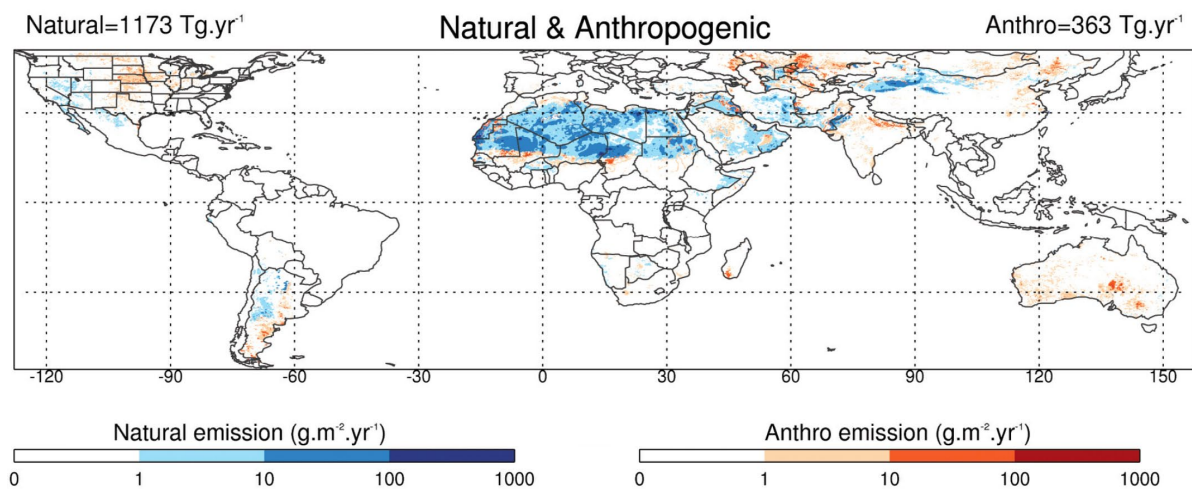 Natural=1173 Tg.yr⁻¹ Natural & Anthropogenic Anthro=363 Tg.yr⁻¹
-120 -90 -60 -30 0 30 60 90 120 150
Natural emission (g.m⁻².yr⁻¹) Anthro emission (g.m⁻².yr⁻¹)
0 1 10 100 1000 0 1 10 100 1000